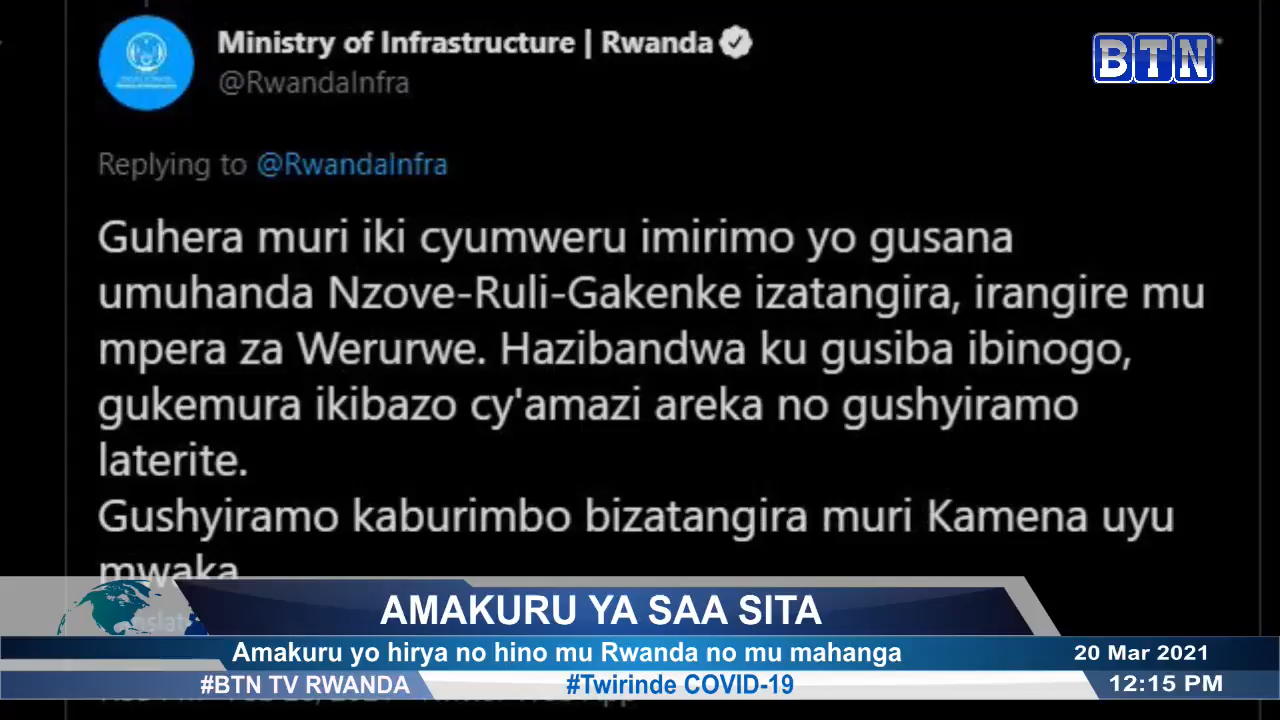 Ministry of Infrastructure | Rwanda
BTN
@RwandaInfra
Replying to @RwandaInfra
Guhera muri iki cyumweru imirimo yo gusana
umuhanda Nzove-Ruli-Gakenke izatangira, irangire mu
mpera za Werurwe. Hazibandwa ku gusiba ibinogo,
gukemura ikibazo cy'amazi areka no gushyiramo
laterite.
Gushyiramo kaburimbo bizatangira muri Kamena uyu
mwaka
AMAKURU YA SAA SITA
Amakuru yo hirya no hino mu Rwanda no mu mahanga
20 Mar 2021
#BTN TV RWANDA
#Twirinde COVID-19
12:15 PM